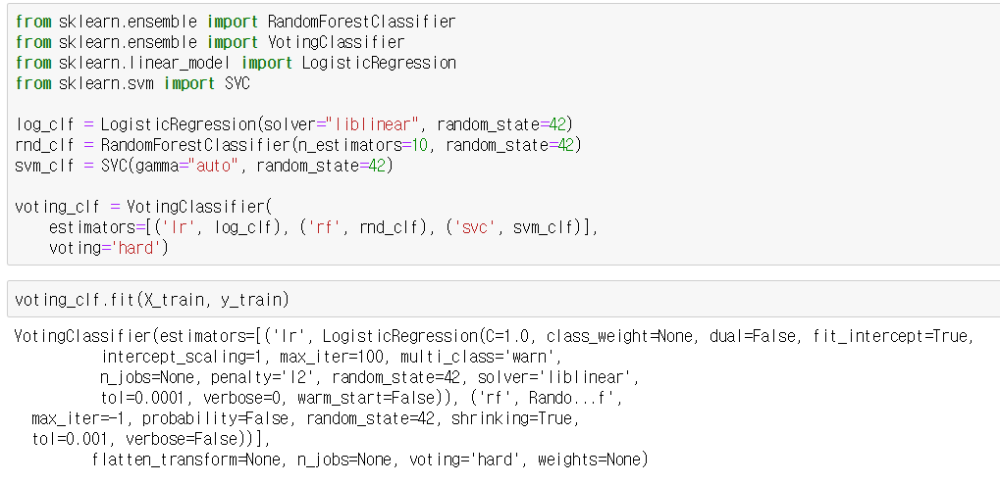 from sklearn.ensemble import RandomForestClassifier
from sklearn.ensemble import VotingClassifier
from sklearn.linear_model import LogisticRegression
from sklearn.svm import SVC

log_clf = LogisticRegression(solver="liblinear", random_state=42)
rnd_clf = RandomForestClassifier(n_estimators=10, random_state=42)
svm_clf = SVC(gamma="auto", random_state=42)

voting_clf = VotingClassifier(
    estimators=[('lr', log_clf), ('rf', rnd_clf), ('svc', svm_clf)],
    voting='hard')

voting_clf.fit(X_train, y_train)

VotingClassifier(estimators=[('lr', LogisticRegression(C=1.0, class_weight=None, dual=False, fit_intercept=True,
          intercept_scaling=1, max_iter=100, multi_class='warn',
          n_jobs=None, penalty='l2', random_state=42, solver='liblinear',
          tol=0.0001, verbose=0, warm_start=False)), ('rf', Rando...f',
  max_iter=-1, probability=False, random_state=42, shrinking=True,
  tol=0.001, verbose=False))],
         flatten_transform=None, n_jobs=None, voting='hard', weights=None)